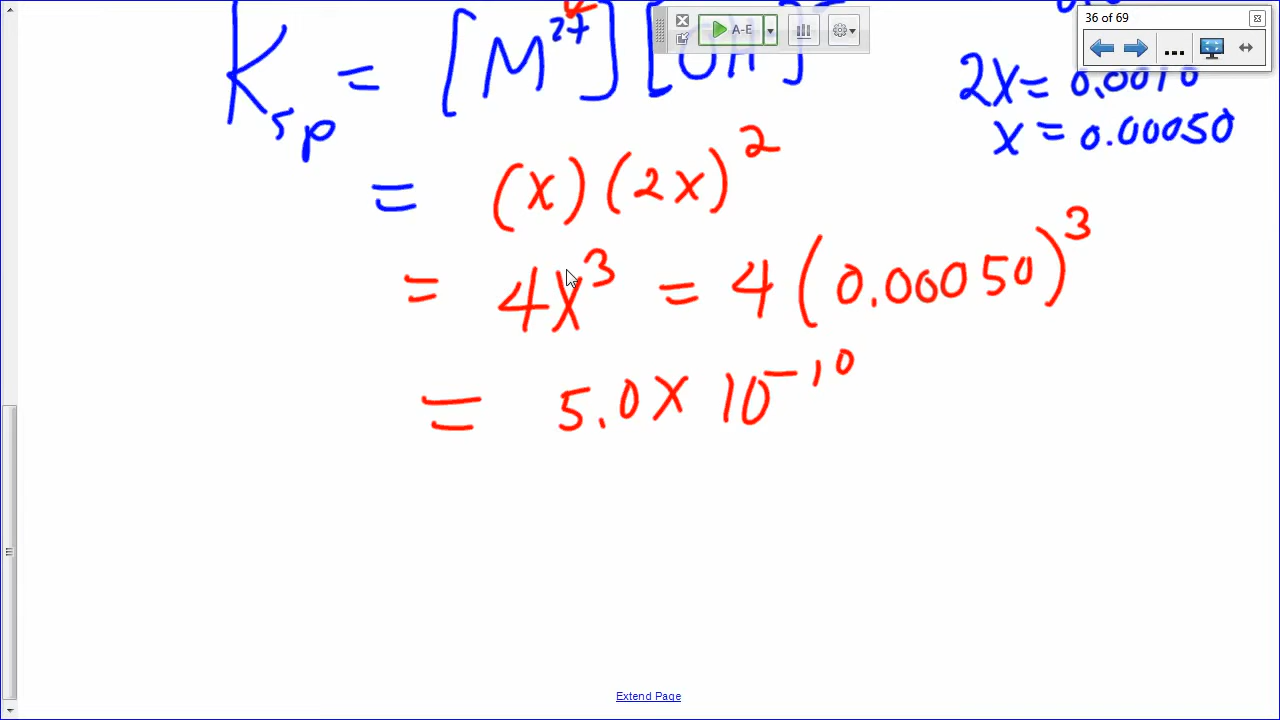 36 of 69
A-E
Ksp = [M2+] [OH
2x = 0.0010
x = 0.00050
= (x)(2x)2
= 4x3 = 4(0.00050)3
= 5.0 x 10-10
Extend Page